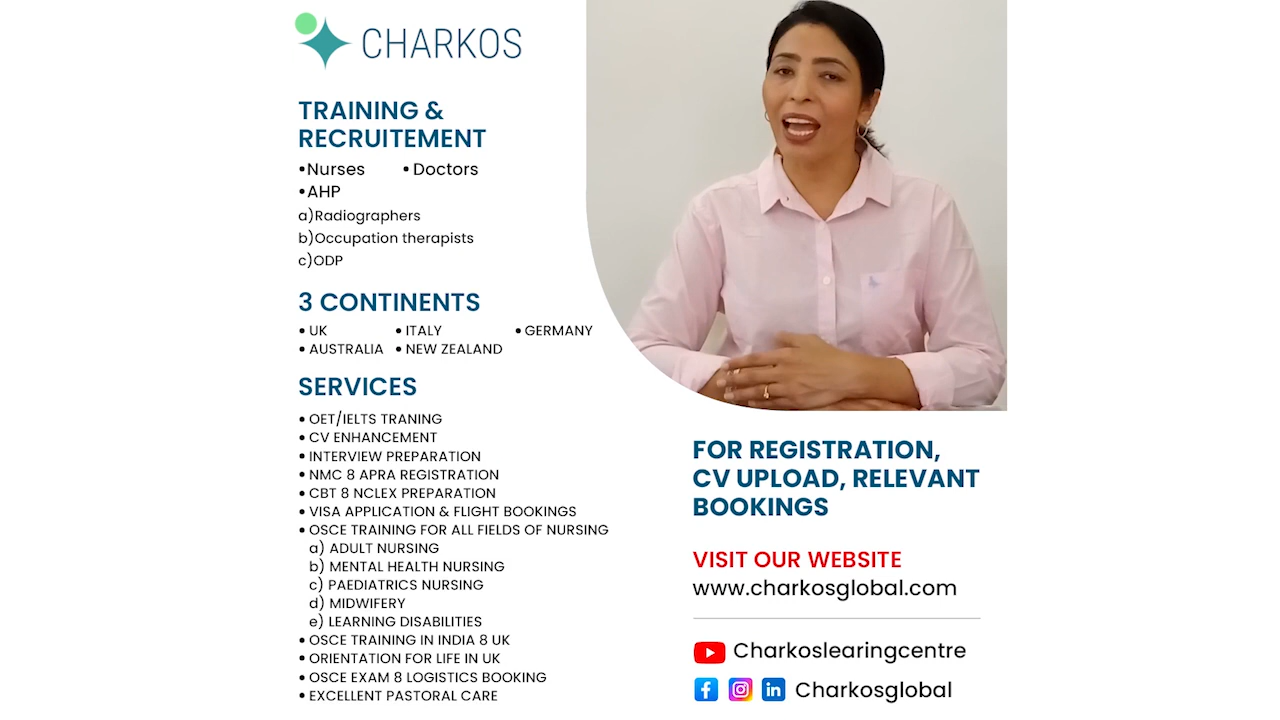 CHARKOS
TRAINING &
RECRUITEMENT
•Nurses •Doctors
•AHP
a)Radiographers
b)Occupation therapists
c)ODP
3 CONTINENTS
•UK •ITALY •GERMANY
•AUSTRALIA •NEW ZEALAND
SERVICES
•OET/IELTS TRANING
•CV ENHANCEMENT
•INTERVIEW PREPARATION
•NMC 8 APRA REGISTRATION
•CBT 8 NCLEX PREPARATION
•VISA APPLICATION & FLIGHT BOOKINGS
•OSCE TRAINING FOR ALL FIELDS OF NURSING
a) ADULT NURSING
b) MENTAL HEALTH NURSING
c) PAEDIATRICS NURSING
d) MIDWIFERY
e) LEARNING DISABILITIES
•OSCE TRAINING IN INDIA 8 UK
•ORIENTATION FOR LIFE IN UK
•OSCE EXAM 8 LOGISTICS BOOKING
•EXCELLENT PASTORAL CARE
FOR REGISTRATION,
CV UPLOAD, RELEVANT
BOOKINGS
VISIT OUR WEBSITE
www.charkosglobal.com
Charkoslearingcentre
Charkosglobal